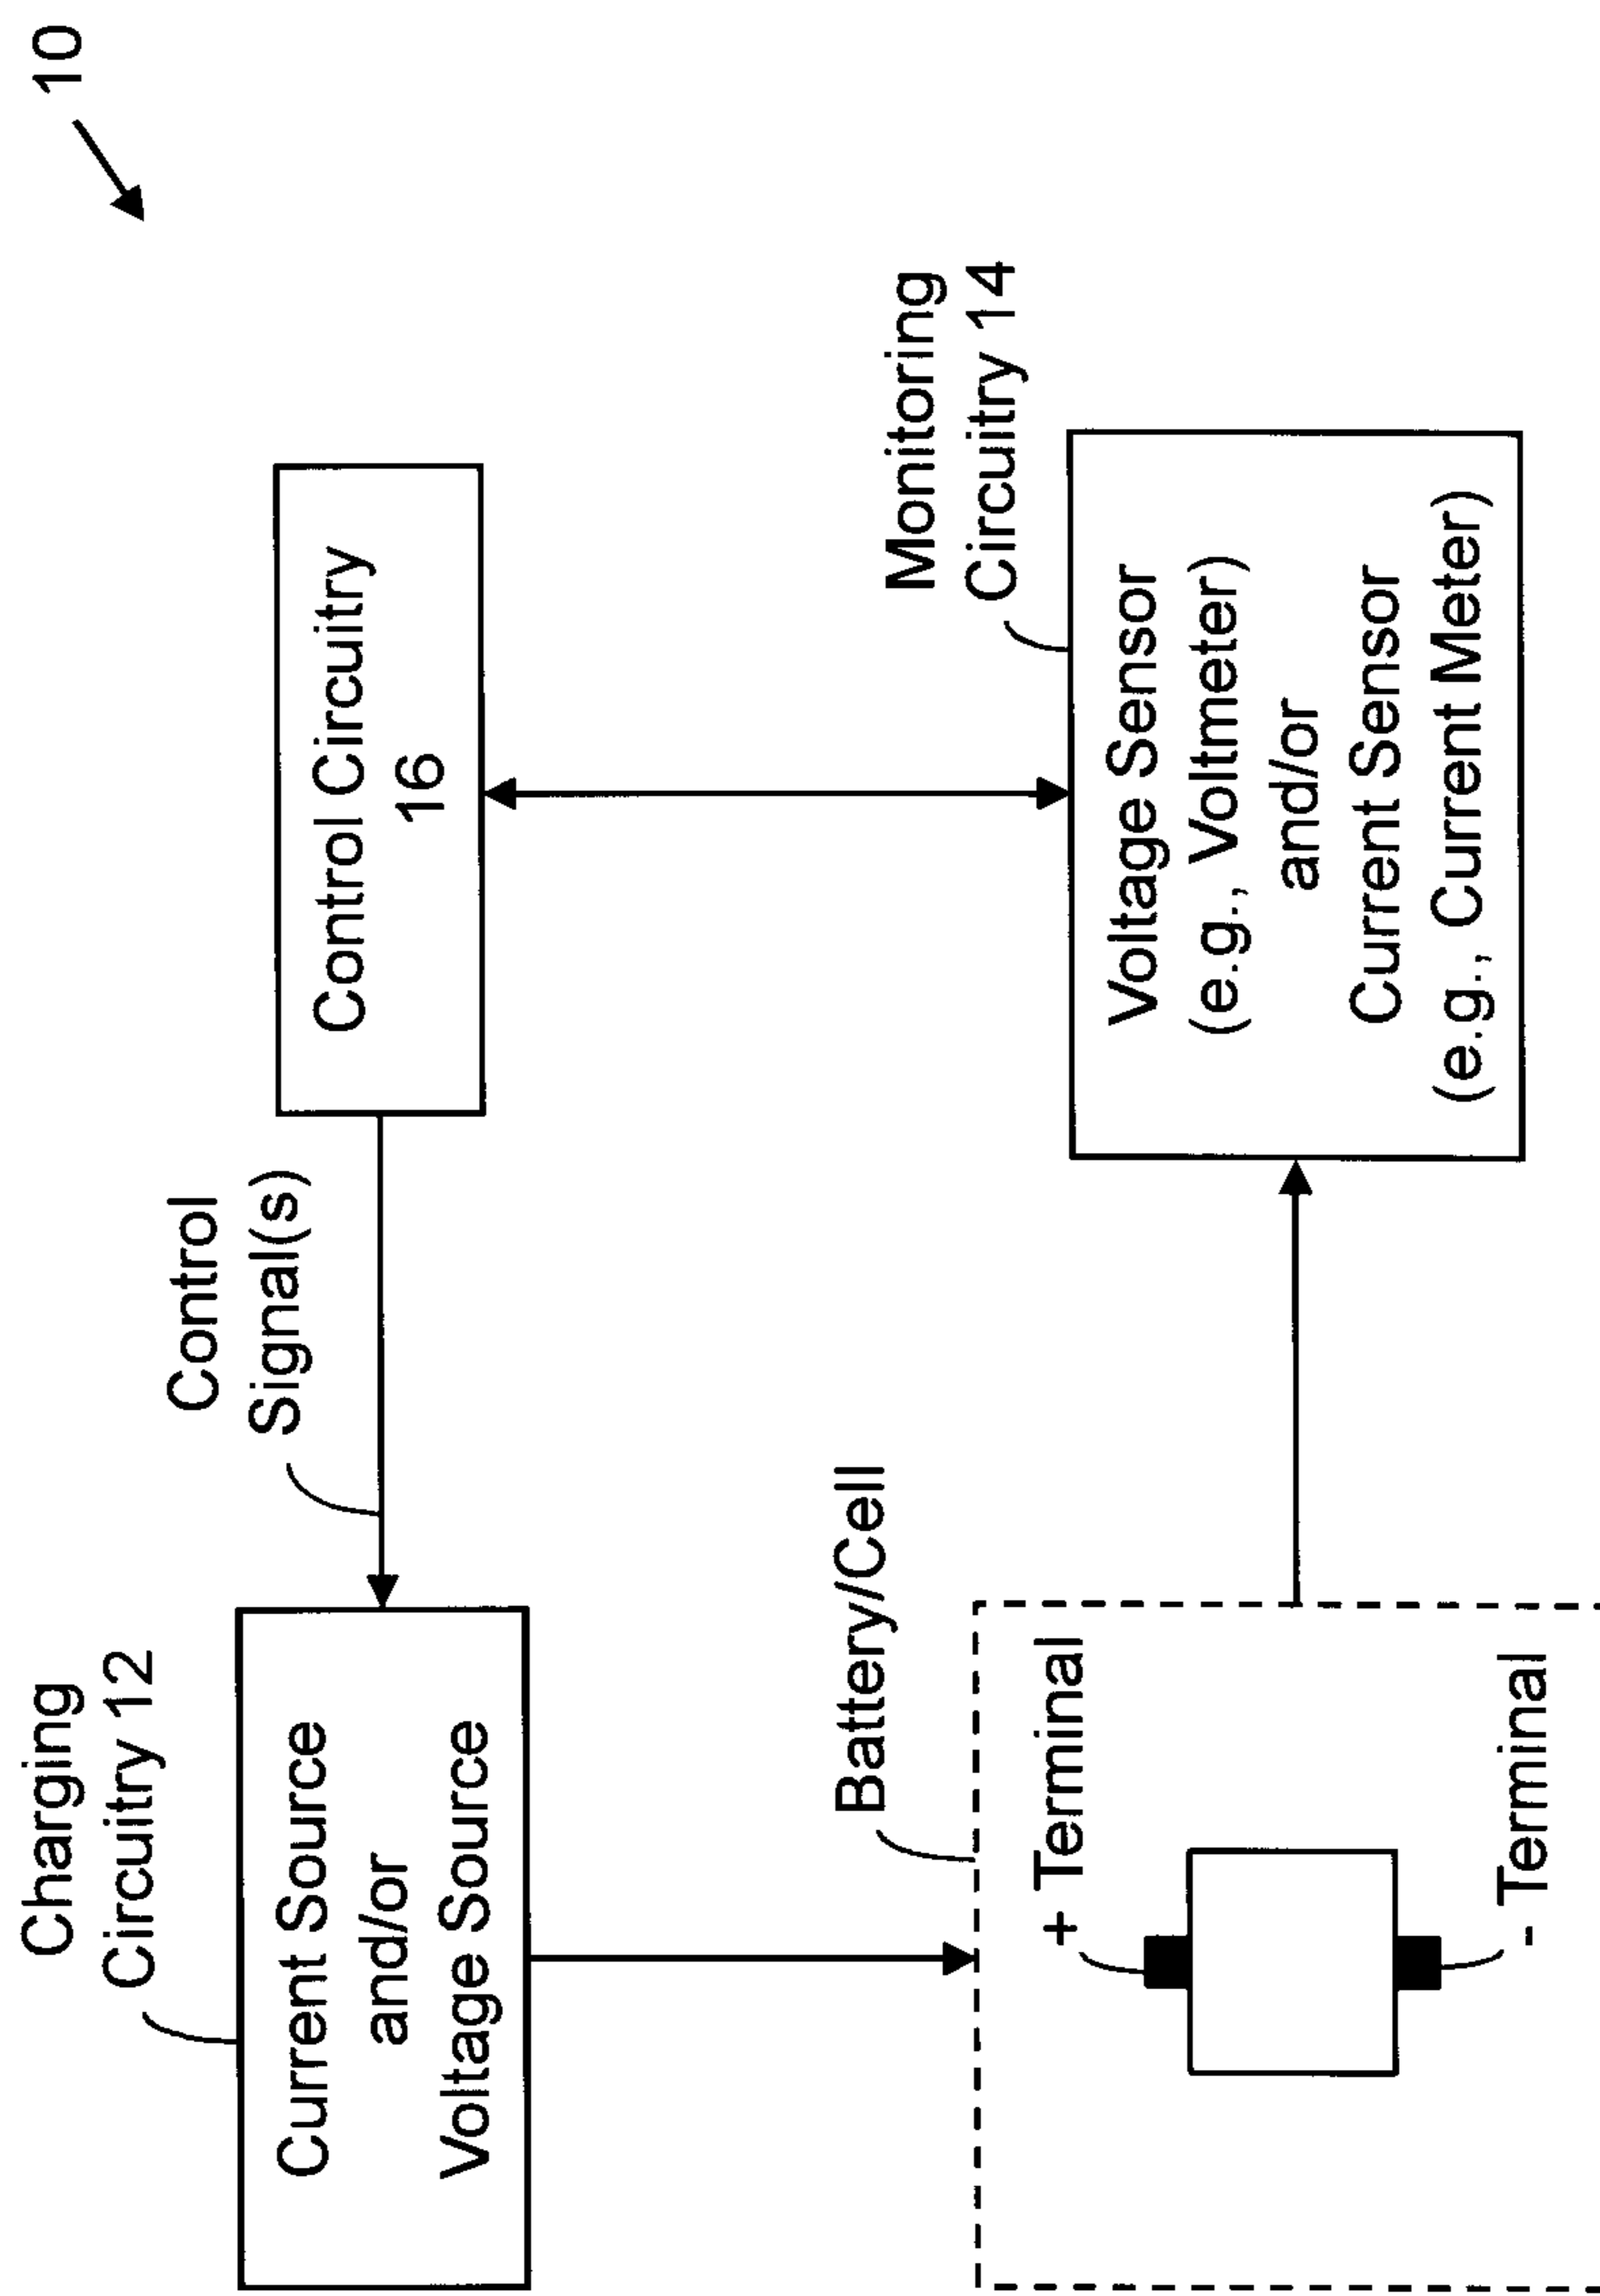 10
Charging
Circuitry 12
Current Source
and/or
Voltage Source
Control
Signal(s)
Control Circuitry
16
Battery/Cell
+ Terminal
- Terminal
Monitoring
Circuitry 14
Voltage Sensor
(e.g., Voltmeter)
and/or
Current Sensor
(e.g., Current Meter)